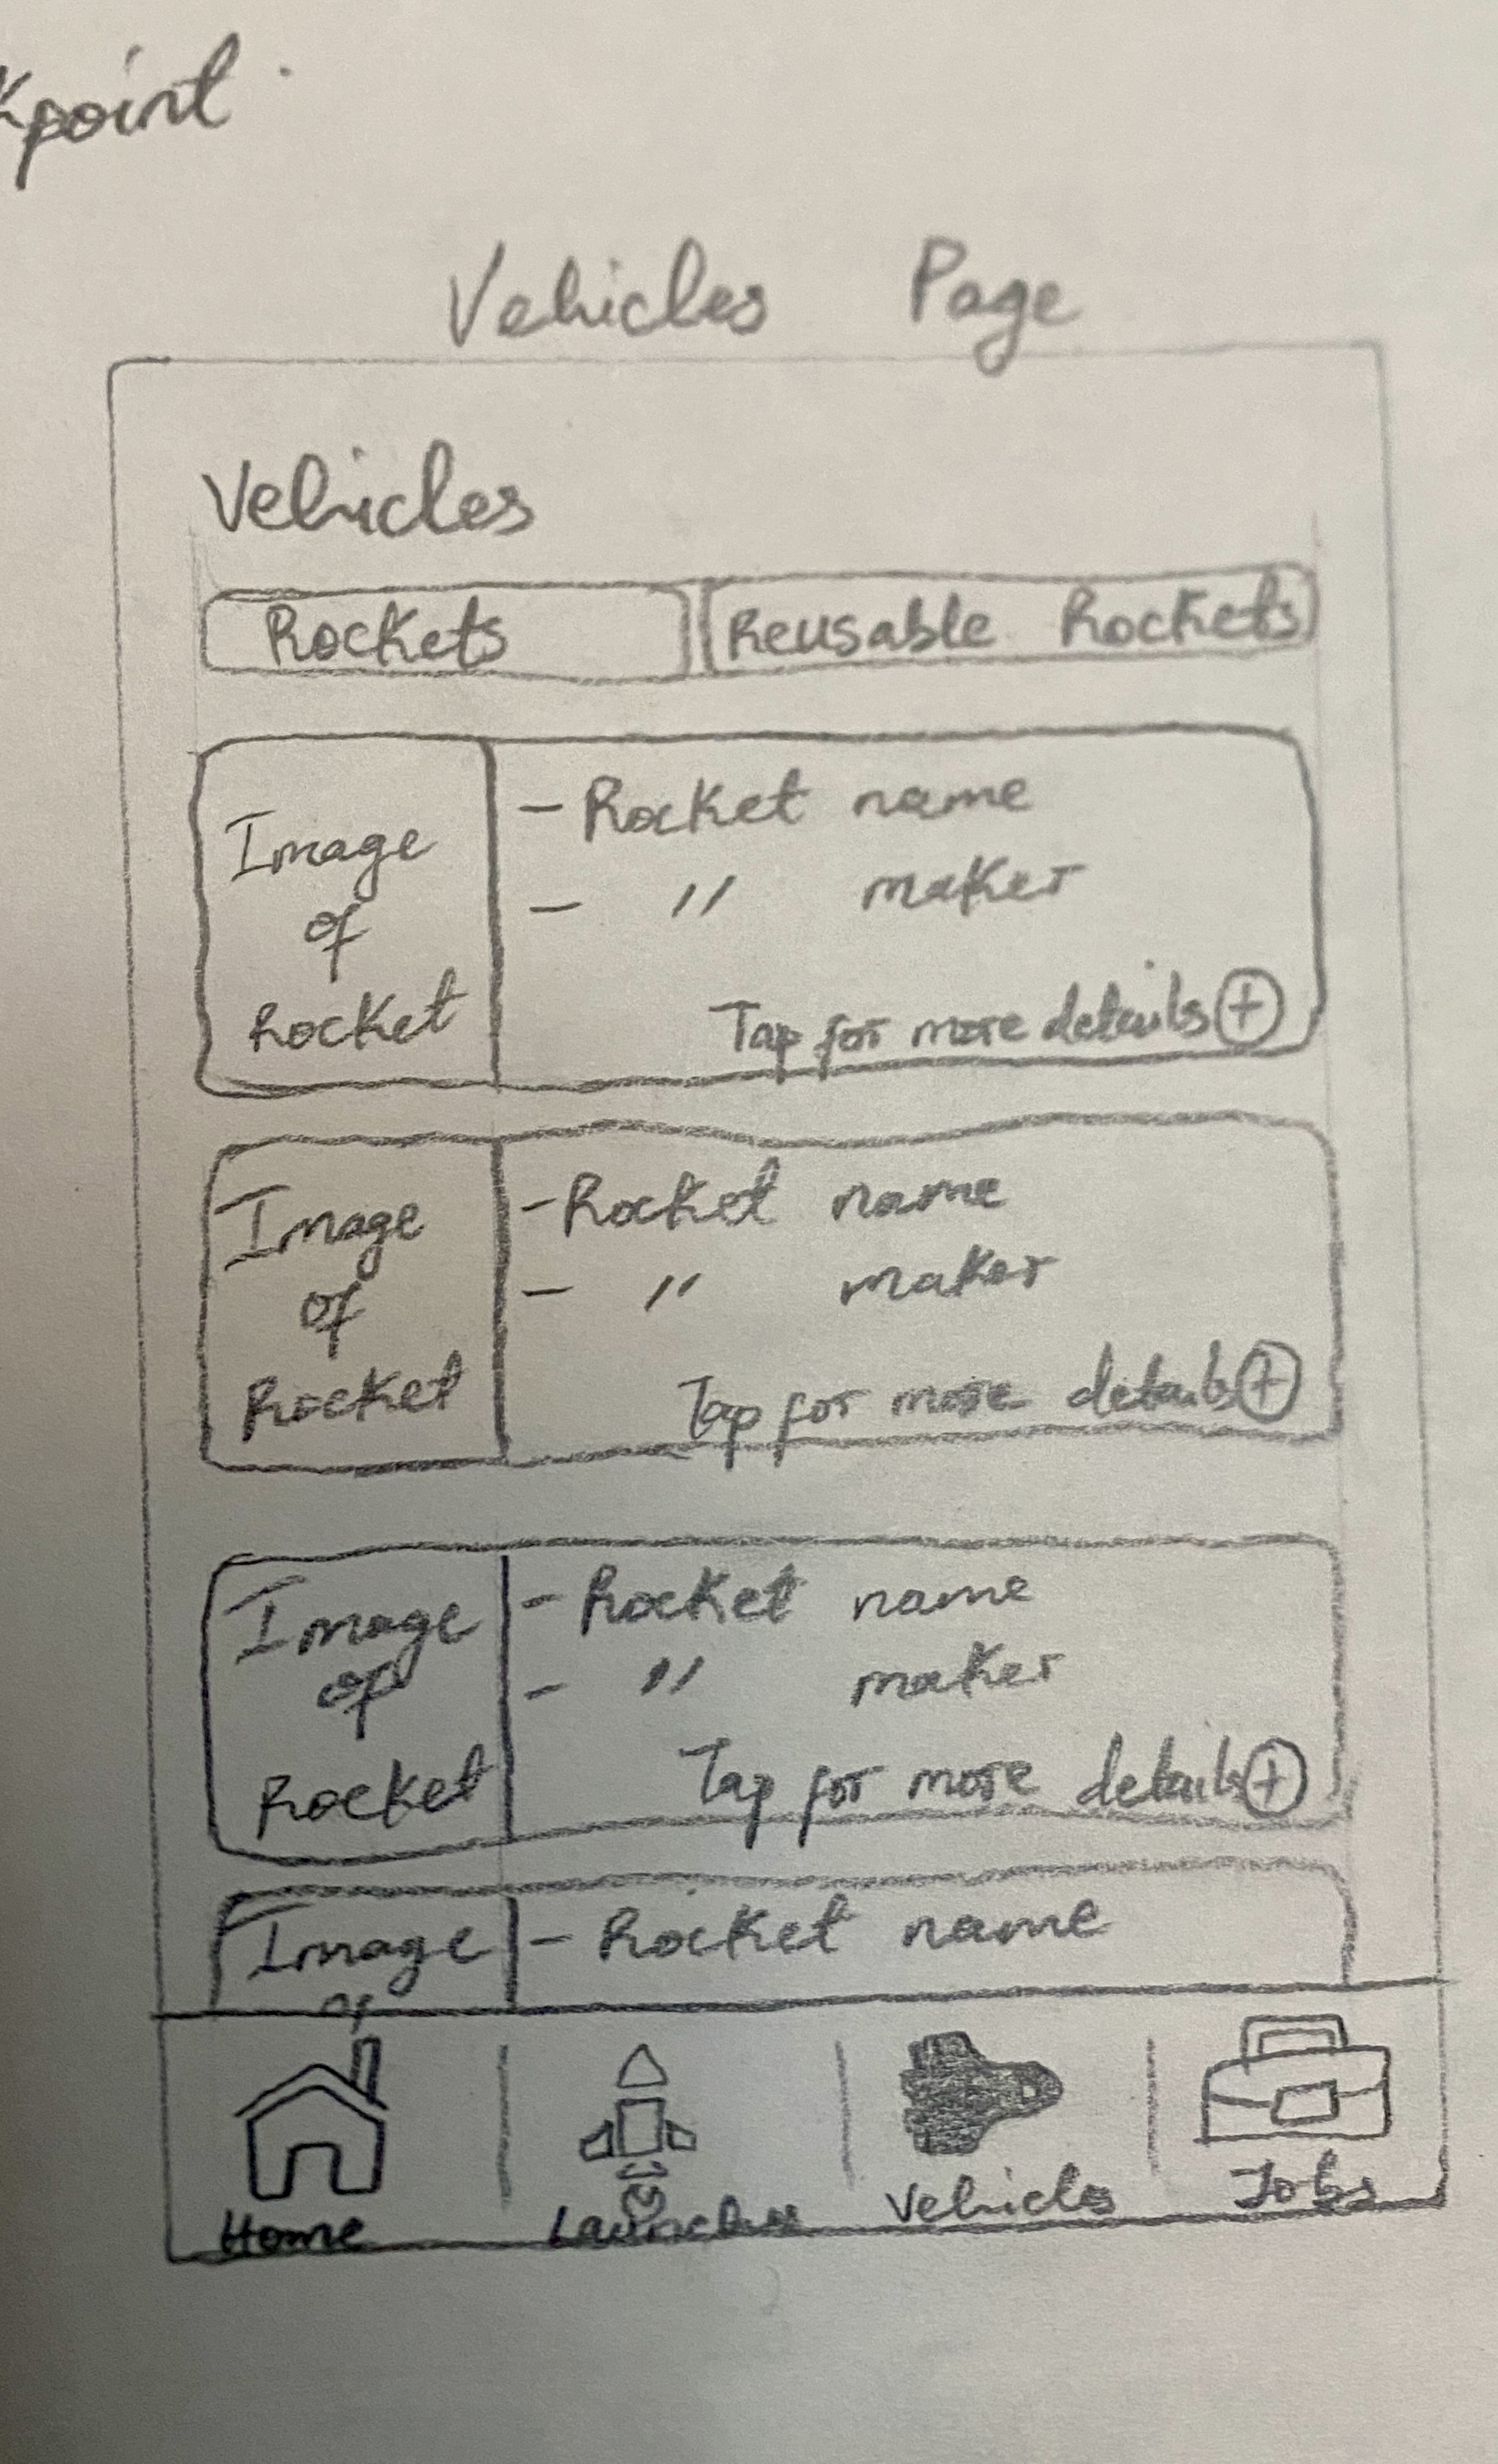 Kpoint
Vehicles Page
Vehicles
Rockets
Reusable Rockets
Image
of
Rocket
- Rocket name
- " maker
Tap for more details +
Image
of
Rocket
- Rocket name
- " maker
Tap for more details +
Image
of
Rocket
- Rocket name
- " maker
Tap for more details +
Image
of
- Rocket name
Home
Launches
Vehicles
Jobs